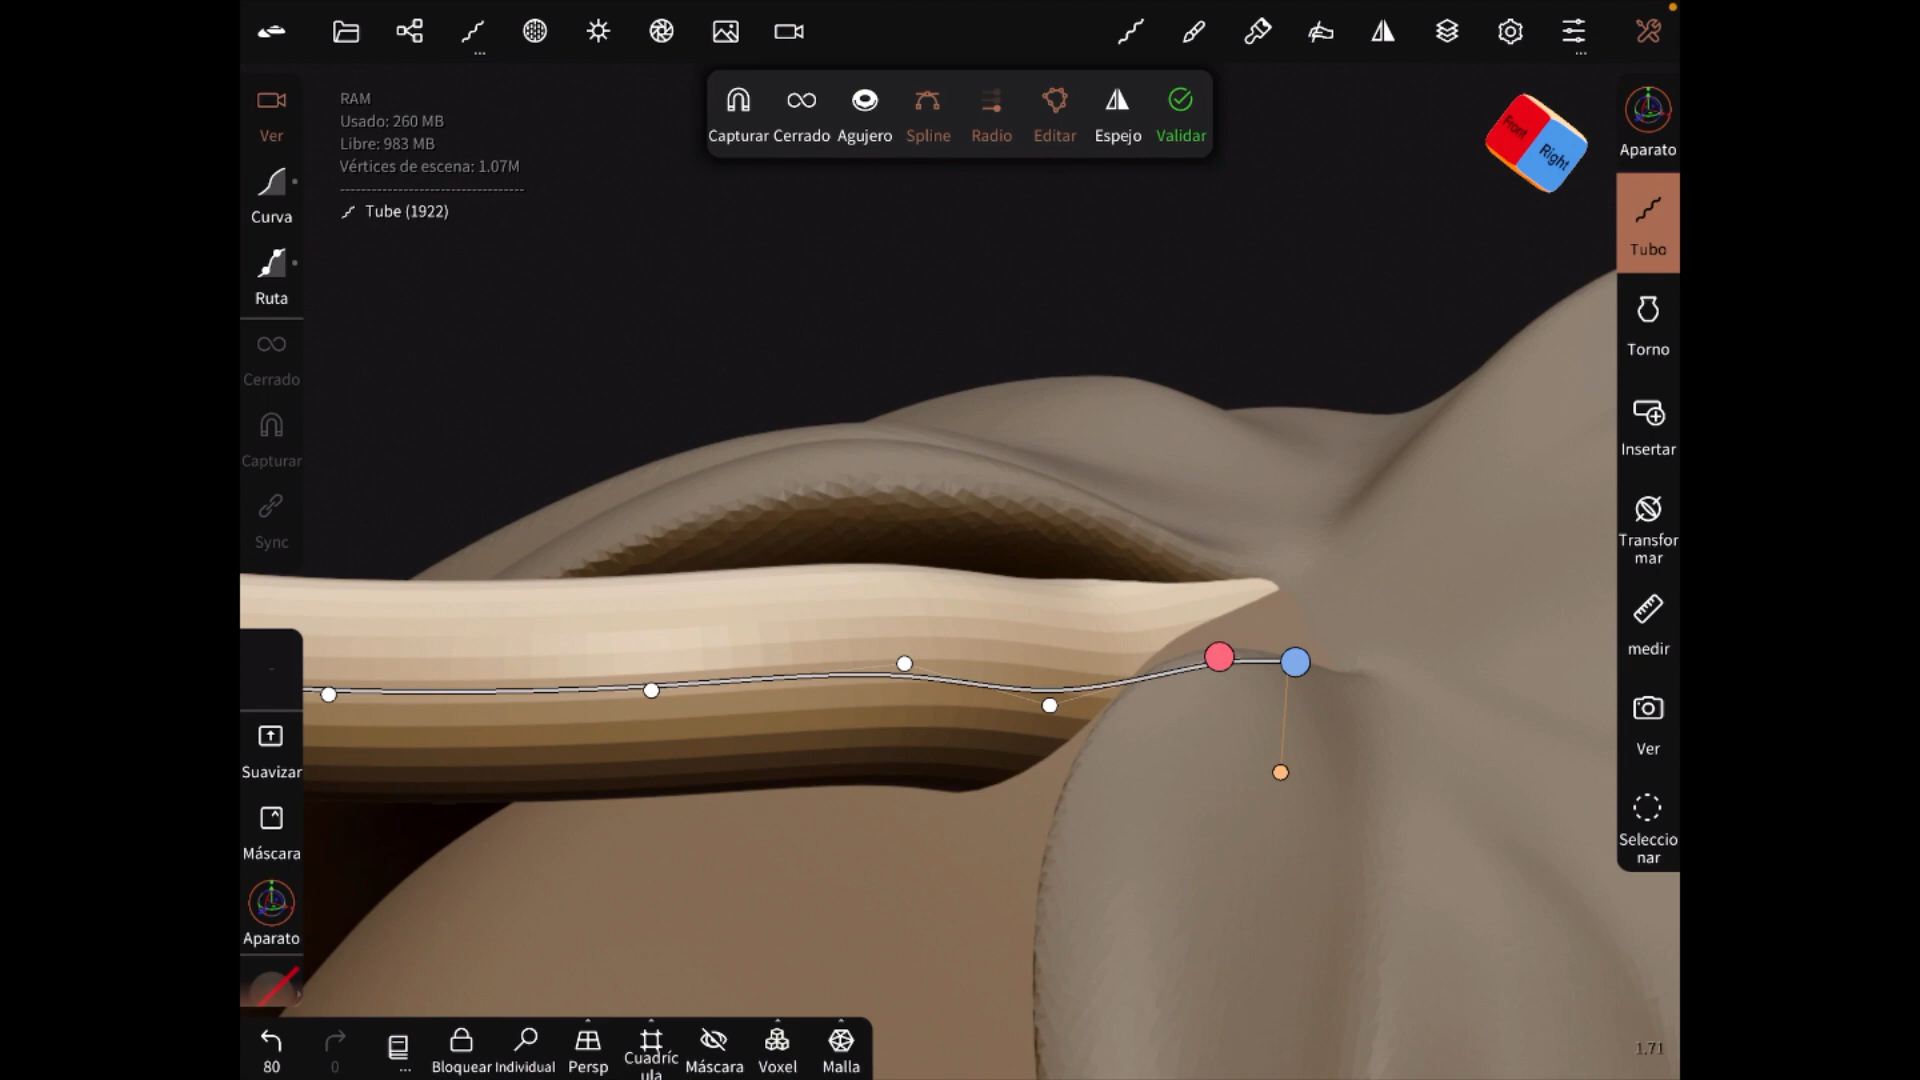 RAM
Usado: 260 MB
Libre: 983 MB
Vértices de escena: 1.07M
Tube (1922)
Capturar Cerrado Agujero Spline Radio Editar Espejo Validar
Front
Right
Ver
Curva
Ruta
Cerrado
Capturar
Sync
Suavizar
Máscara
Aparato
Aparato
Tubo
Torno
Insertar
Transfor
mar
medir
Ver
Seleccio
nar
80
0
...
Bloquear Individual Persp Cuadríc
ula
Máscara Voxel Malla
1.71